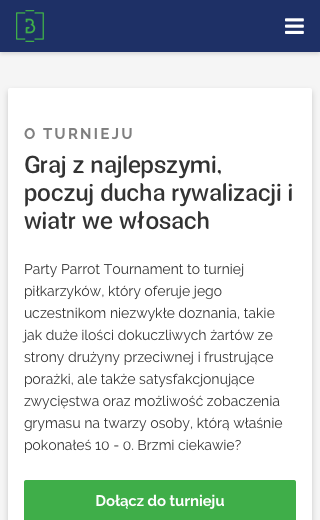 O TURNIEJU
Graj z najlepszymi,
poczuj ducha rywalizacji i
wiatr we włosach
Party Parrot Tournament to turniej
piłkarzyków, który oferuje jego
uczestnikom niezwykłe doznania, takie
jak duże ilości dokuczliwych żartów ze
strony drużyny przeciwnej i frustrujące
porażki, ale także satysfakcjonujące
zwycięstwa oraz możliwość zobaczenia
grymasu na twarzy osoby, którą właśnie
pokonałeś 10 - 0. Brzmi ciekawie?
Dołącz do turnieju